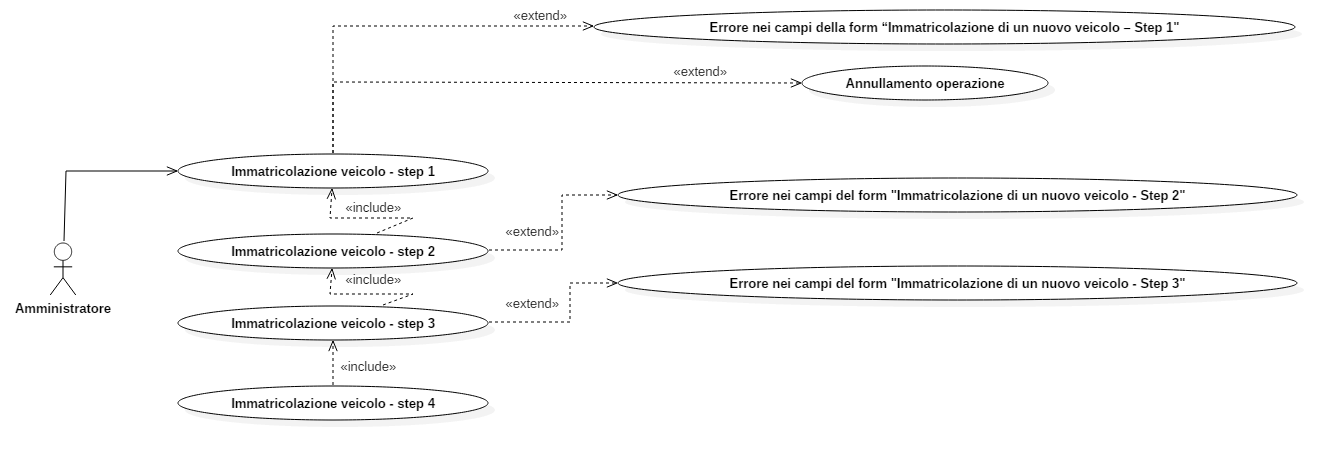 «extend»
Errore nei campi della form “Immatricolazione di un nuovo veicolo – Step 1"
«extend»
Annullamento operazione
Immatricolazione veicolo - step 1
«include»
Errore nei campi del form "Immatricolazione di un nuovo veicolo - Step 2"
«extend»
Immatricolazione veicolo - step 2
«include»
Errore nei campi del form "Immatricolazione di un nuovo veicolo - Step 3"
«extend»
Amministratore
Immatricolazione veicolo - step 3
«include»
Immatricolazione veicolo - step 4